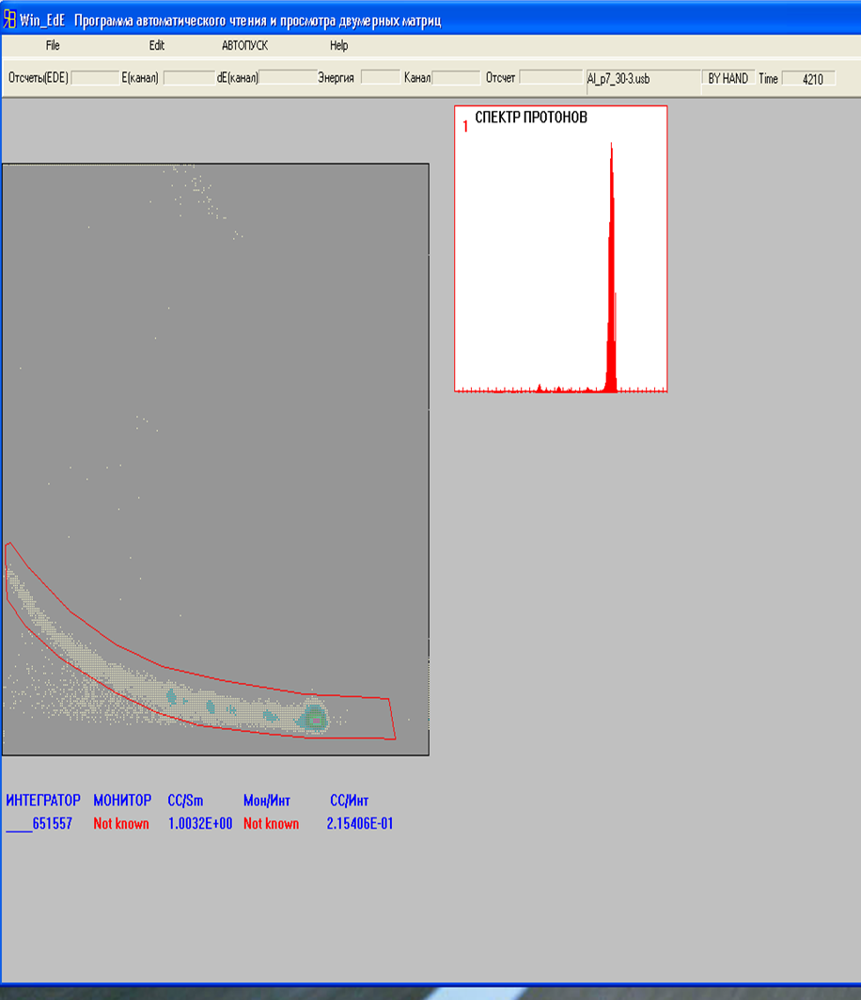 Win_EdE Программа автоматического чтения и просмотра двумерных матриц
File Edit АВТОПУСК Help
Отсчеты(EDE) E(канал) dE(канал) Энергия Канал Отсчет Al_p7_30-3.usb BY HAND Time 4210
1 СПЕКТР ПРОТОНОВ
ИНТЕГРАТОР МОНИТОР CC/Sm Мон/Инт СС/Инт
____651557 Not known 1.0032E+00 Not known 2.15406E-01